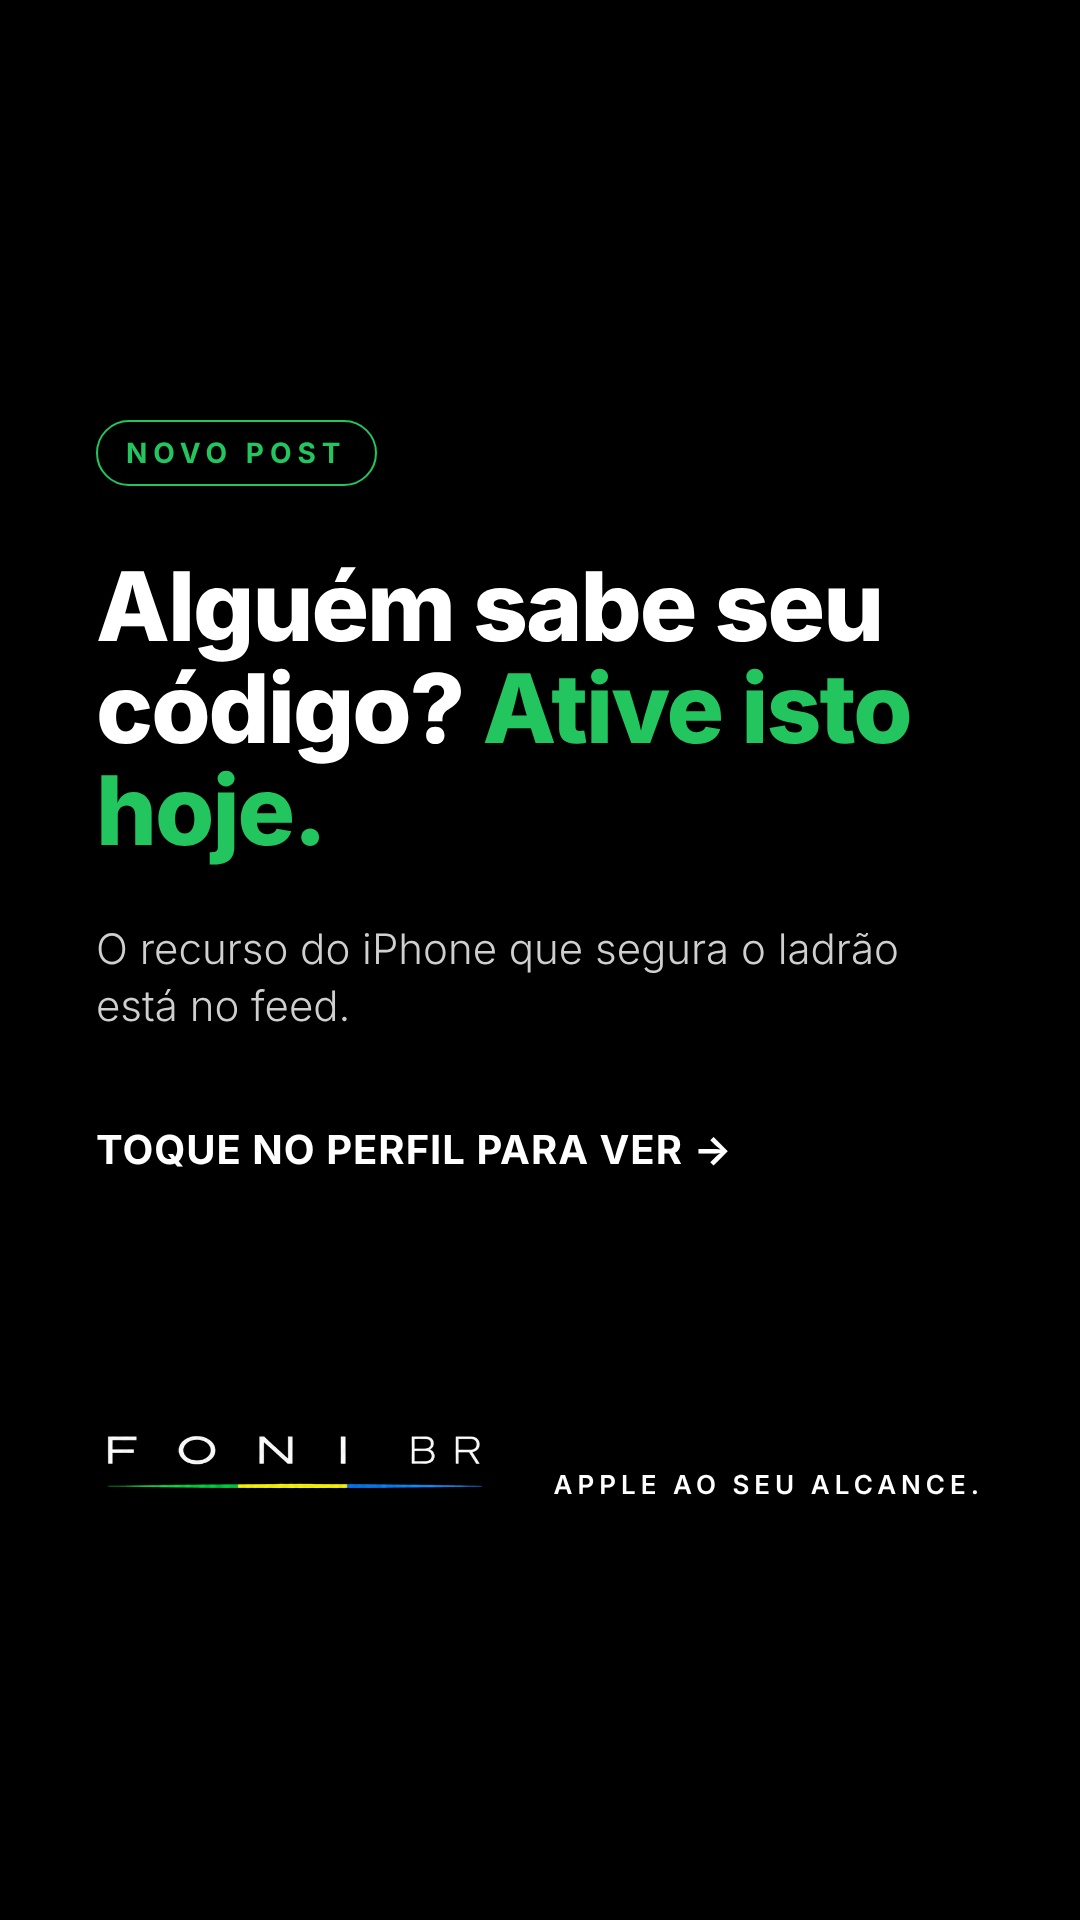 NOVO POST
Alguém sabe seu
código? Ative isto
hoje.
O recurso do iPhone que segura o ladrão
está no feed.
TOQUE NO PERFIL PARA VER →
FONI BR
APPLE AO SEU ALCANCE.